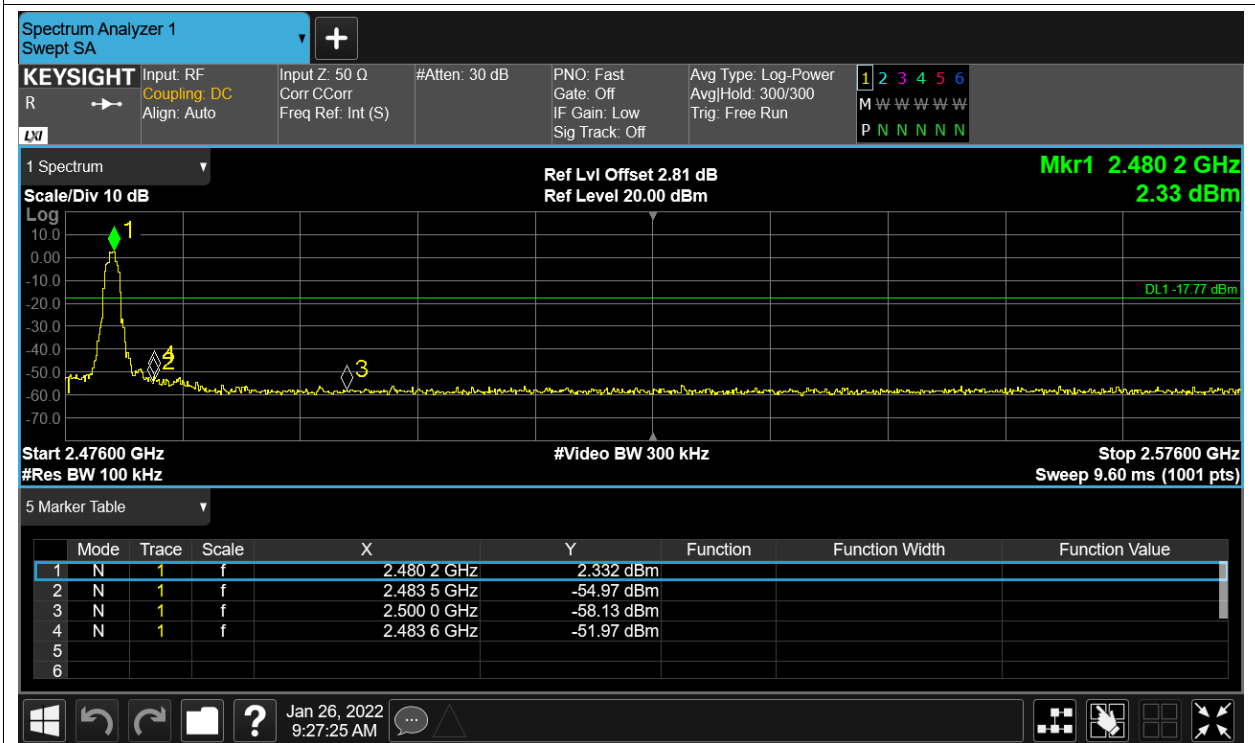 Spectrum Analyzer 1
Swept SA
KEYSIGHT
R
LXI
Input: RF
Coupling: DC
Align: Auto
Input Z: 50 Ω
Corr CCorr
Freq Ref: Int (S)
#Atten: 30 dB
PNO: Fast
Gate: Off
IF Gain: Low
Sig Track: Off
Avg Type: Log-Power
Avg|Hold: 300/300
Trig: Free Run
1 2 3 4 5 6
M W W W W W
P N N N N N
1 Spectrum
Scale/Div 10 dB
Ref Lvl Offset 2.81 dB
Ref Level 20.00 dBm
Mkr1 2.480 2 GHz
2.33 dBm
Log
10.0
0.00
-10.0
-20.0
-30.0
-40.0
-50.0
-60.0
-70.0
1
4
2
3
DL1 -17.77 dBm
Start 2.47600 GHz
#Video BW 300 kHz
Stop 2.57600 GHz
#Res BW 100 kHz
Sweep 9.60 ms (1001 pts)
5 Marker Table
Mode Trace Scale X Y Function Function Width Function Value
1 N 1 f 2.480 2 GHz 2.332 dBm
2 N 1 f 2.483 5 GHz -54.97 dBm
3 N 1 f 2.500 0 GHz -58.13 dBm
4 N 1 f 2.483 6 GHz -51.97 dBm
5
6
?
Jan 26, 2022
9:27:25 AM